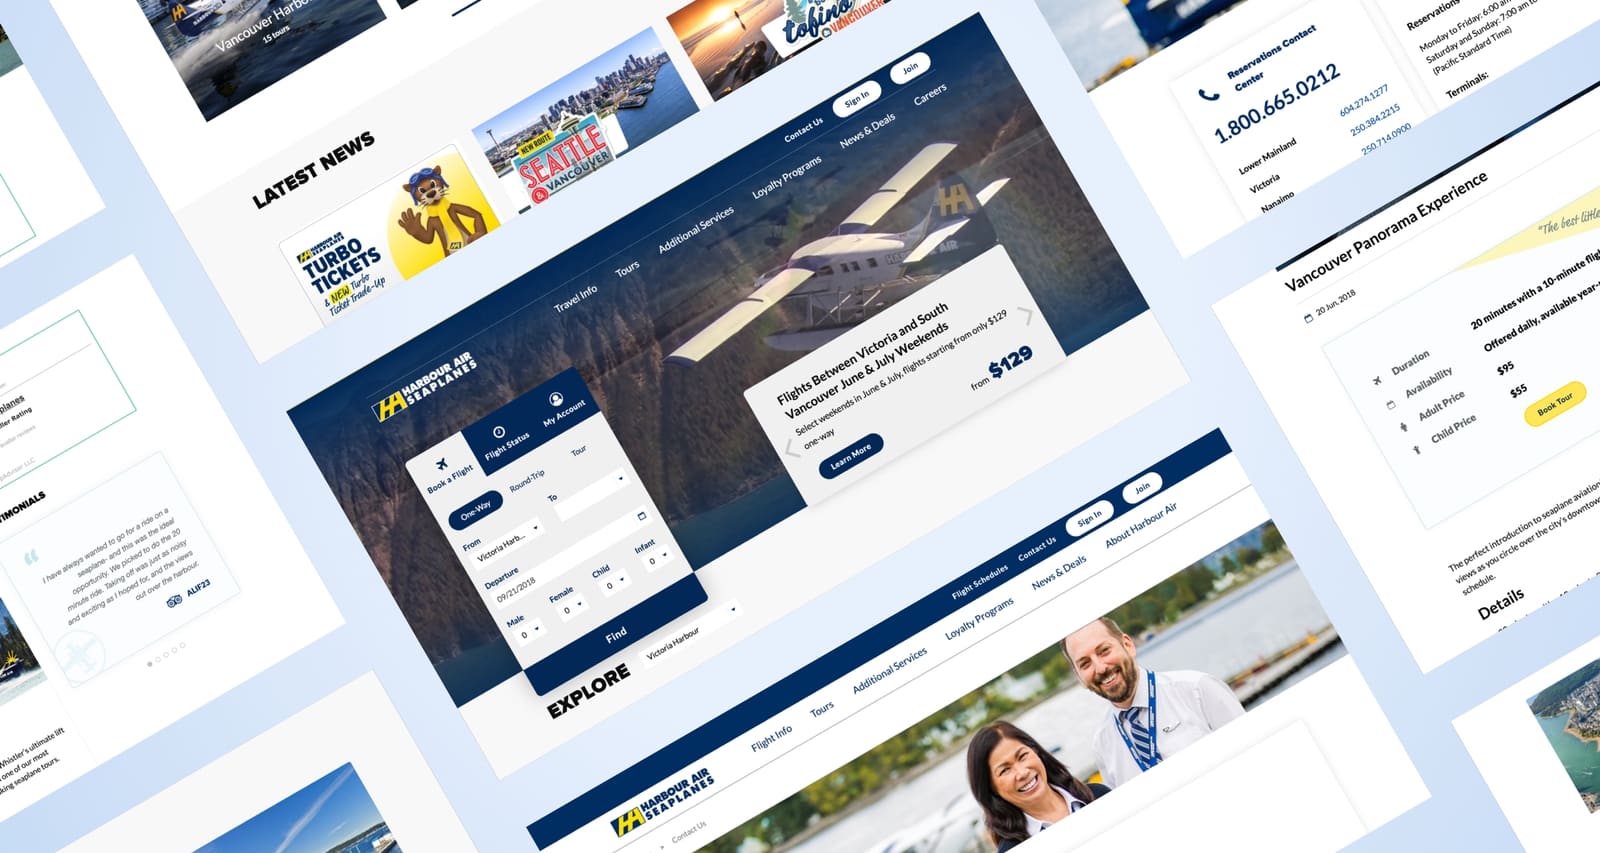 Vancouver Harbo
15 tours
LATEST NEWS
HARBOUR AIR
SEAPLANES
TURBO
TICKETS
& NEW Turbo
Ticket Trade-Up
NEW ROUTE
SEATTLE
& VANCOUVER
tofino
VANCOUVER
Contact Us
Sign In
Join
Travel Info
Tours
Additional Services
Loyalty Programs
News & Deals
Careers
HARBOUR AIR
SEAPLANES
Book a Flight
Flight Status
My Account
One-Way
Round-Trip
Tour
From
To
Victoria Harb...
Departure
09/21/2018
Male
Female
Child
Infant
0
0
0
0
Find
Flights Between Victoria and South
Vancouver June & July Weekends
Select weekends in June & July, flights starting from only $129
one-way
from $129
Learn More
EXPLORE
Victoria Harbour
Flight Schedules
Contact Us
Sign In
Join
HARBOUR AIR
SEAPLANES
Flight Info
Tours
Additional Services
Loyalty Programs
News & Deals
About Harbour Air
> Contact Us
Reservations Contact
Center
1.800.665.0212
Lower Mainland
604.274.1277
Victoria
250.384.2215
Nanaimo
250.714.0900
Reservations
Monday to Friday: 6:00 am
Saturday and Sunday: 7:00 am to
(Pacific Standard Time)
Terminals:
Vancouver Panorama Experience
20 Jun, 2018
"The best little
20 minutes with a 10-minute fligh
Duration
Offered daily, available year-
Availability
$95
Adult Price
$55
Child Price
Book Tour
The perfect introduction to seaplane aviation
views as you circle over the city's downtow
schedule.
Details
planes
ller Rating
aveller reviews
pAdvisor LLC
TIMONIALS
I have always wanted to go for a ride on a
seaplane- and this was the ideal
opportunity. We picked to do the 20
minute ride. Taking off was just as noisy
and exciting as I hoped for, and the views
out over the harbour.
ALIF23
Whistler's ultimate lift
one of our most
king seaplane tours.